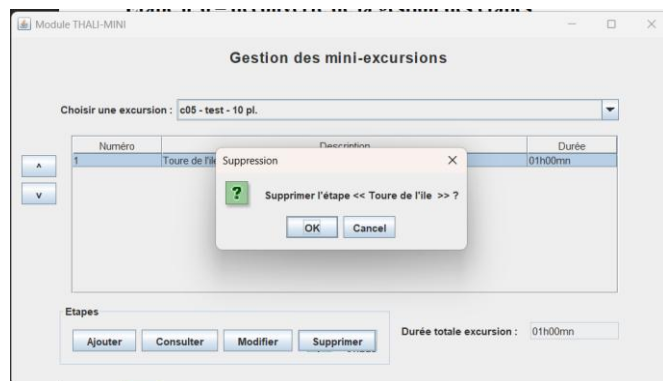 Module THALI-MINI
Gestion des mini-excursions
Choisir une excursion : c05 - test - 10 pl.
Numéro Description Durée
1 Toure de l'île 01h00mn
Suppression
Supprimer l'étape << Toure de l'île >> ?
OK Cancel
^
v
Etapes
Ajouter Consulter Modifier Supprimer
Durée totale excursion : 01h00mn